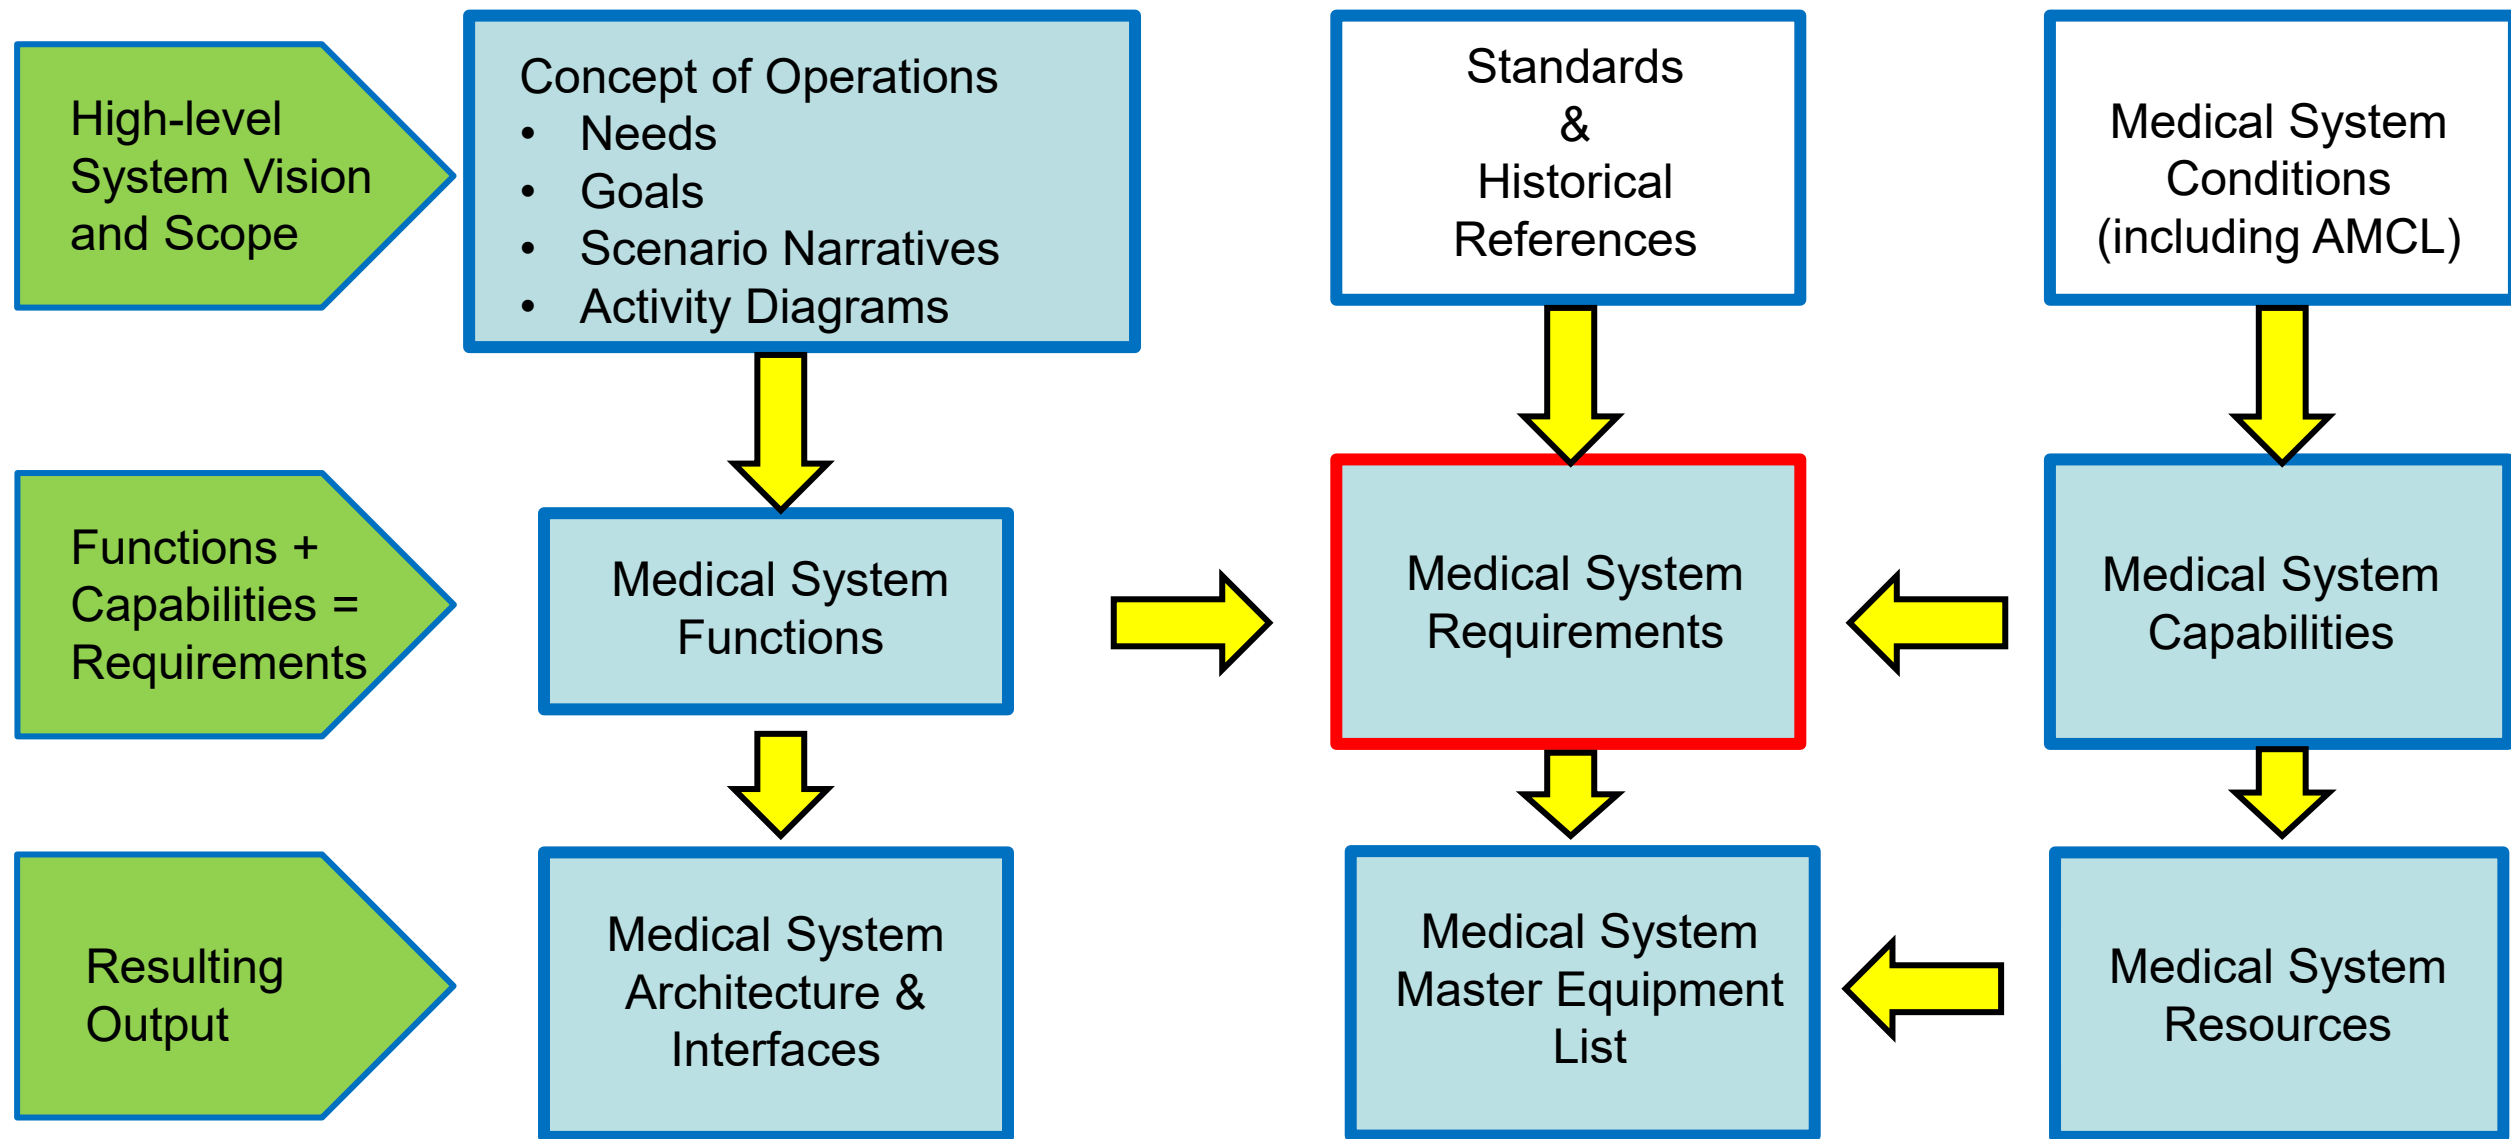 High-level
System Vision
and Scope
Concept of Operations
• Needs
• Goals
• Scenario Narratives
• Activity Diagrams
Standards
&
Historical
References
Medical System
Conditions
(including AMCL)
Functions +
Capabilities =
Requirements
Medical System
Functions
Medical System
Requirements
Medical System
Capabilities
Resulting
Output
Medical System
Architecture &
Interfaces
Medical System
Master Equipment
List
Medical System
Resources